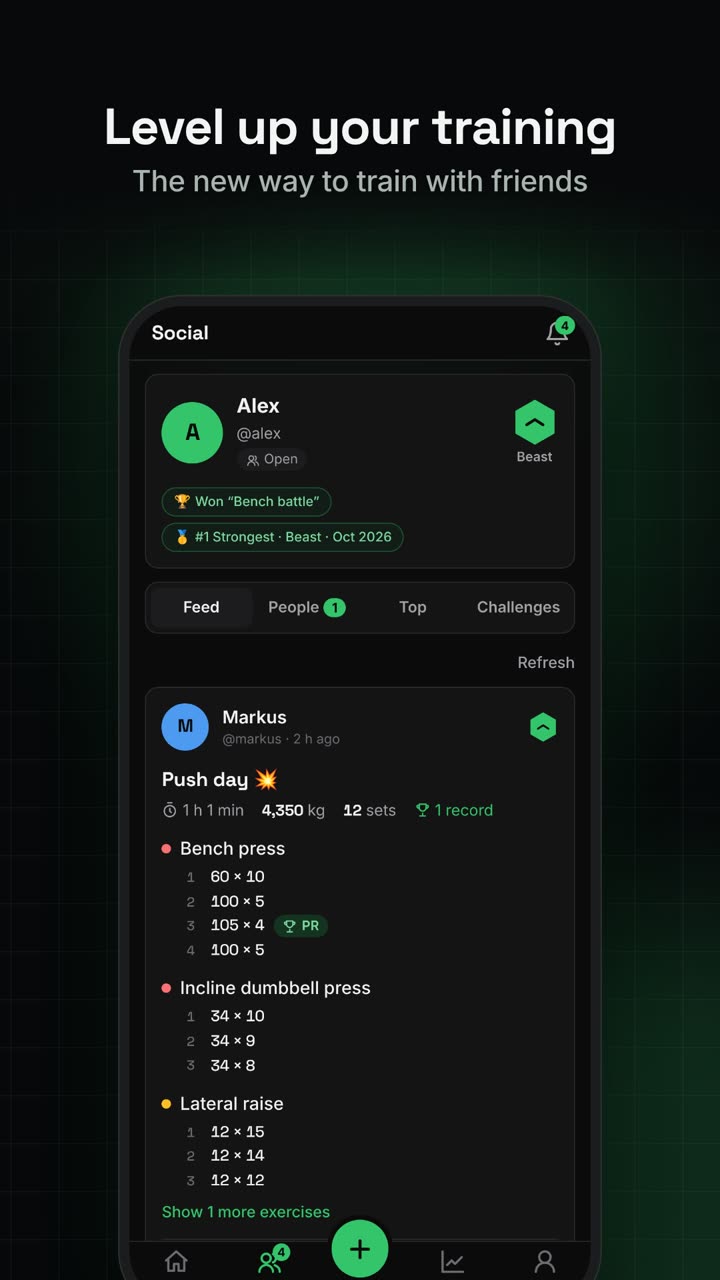 Level up your training
The new way to train with friends
Social
4
A
Alex
@alex
Open
Beast
🏆 Won “Bench battle”
🥇 #1 Strongest · Beast · Oct 2026
Feed People 1 Top Challenges
Refresh
M
Markus
@markus · 2 h ago
Push day 💥
1 h 1 min 4,350 kg 12 sets 1 record
Bench press
1 60 × 10
2 100 × 5
3 105 × 4 PR
4 100 × 5
Incline dumbbell press
1 34 × 10
2 34 × 9
3 34 × 8
Lateral raise
1 12 × 15
2 12 × 14
3 12 × 12
Show 1 more exercises
4
+